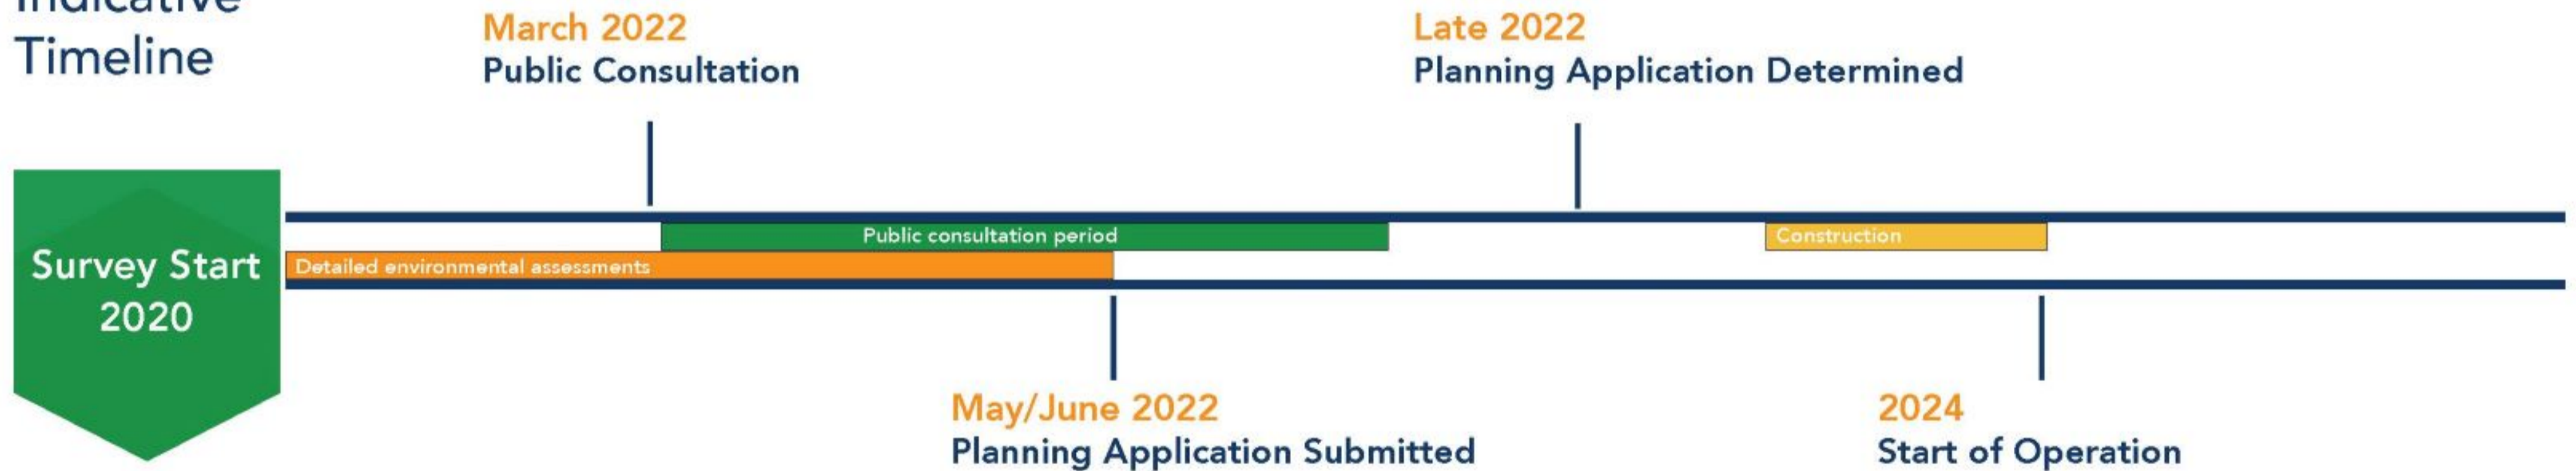 Indicative
Timeline
March 2022
Public Consultation
Late 2022
Planning Application Determined
Survey Start
2020
Public consultation period
Construction
Detailed environmental assessments
May/June 2022
Planning Application Submitted
2024
Start of Operation